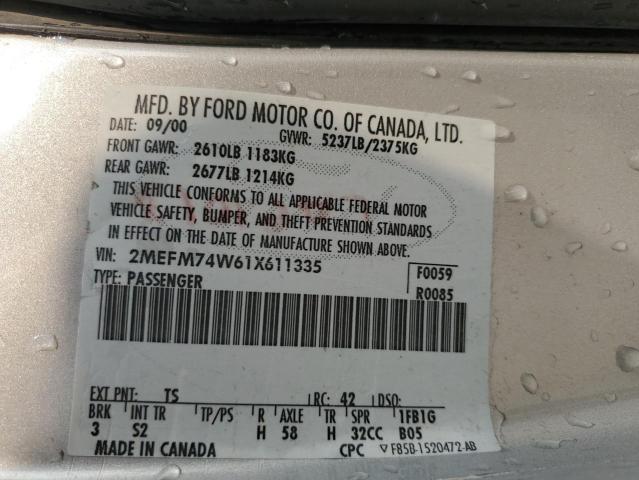 MFD. BY FORD MOTOR CO. OF CANADA, LTD.
DATE: 09/00 GVWR: 5237LB/2375KG
FRONT GAWR: 2610LB 1183KG
REAR GAWR: 2677LB 1214KG
THIS VEHICLE CONFORMS TO ALL APPLICABLE FEDERAL MOTOR
VEHICLE SAFETY, BUMPER, AND THEFT PREVENTION STANDARDS
IN EFFECT ON THE DATE OF MANUFACTURE SHOWN ABOVE.
VIN: 2MEFM74W61X611335 F0059
TYPE: PASSENGER R0085
EXT PNT: TS RC: 42 DSO:
BRK INT TR TP/PS R AXLE TR SPR 1FB1G
3 S2 H 58 H 32CC B05
MADE IN CANADA CPC ▽ F85B-1520472-AB